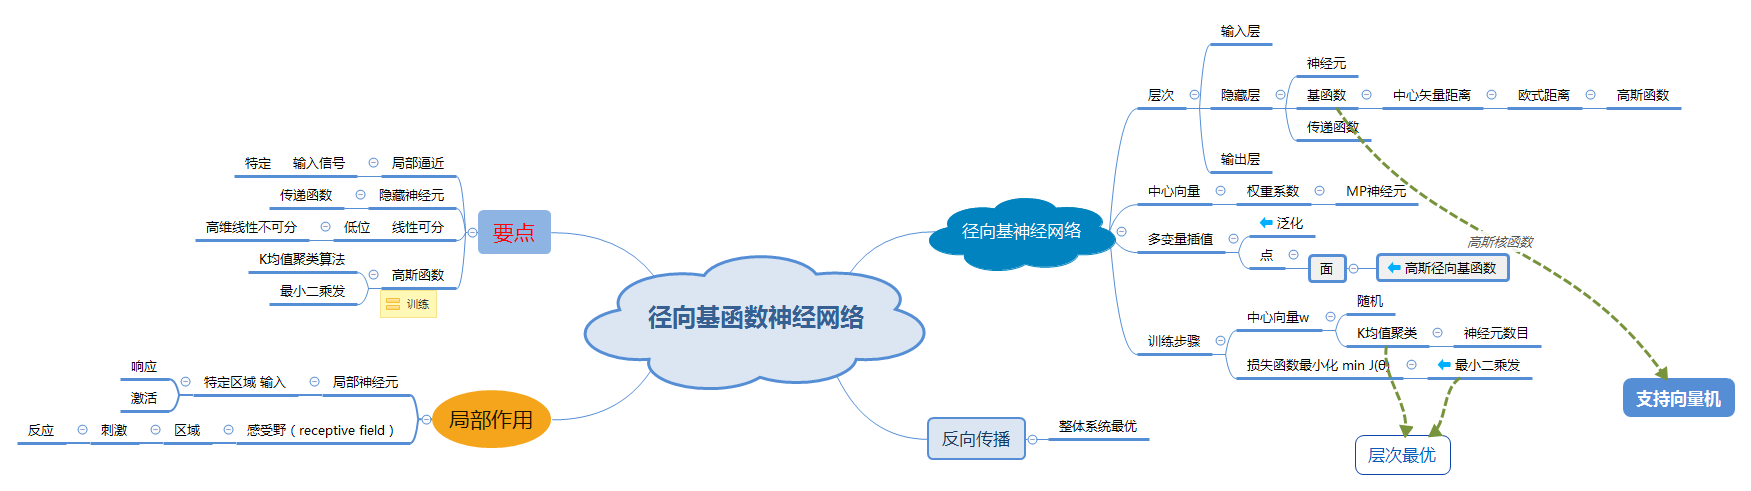 径向基函数神经网络
要点
局部逼近
特定 输入信号
隐藏神经元
传递函数
低位 线性可分
高维线性不可分
高斯函数
训练
K均值聚类算法
最小二乘发
局部作用
局部神经元
特定区域 输入
响应
激活
感受野（receptive field）
区域
刺激
反应
径向基神经网络
层次
输入层
隐藏层
神经元
基函数
中心矢量距离
欧式距离
高斯函数
传递函数
输出层
中心向量
权重系数
MP神经元
多变量插值
泛化
点
面
高斯径向基函数
高斯核函数
训练步骤
中心向量w
随机
K均值聚类
神经元数目
损失函数最小化 min J(θ)
最小二乘发
支持向量机
层次最优
反向传播
整体系统最优